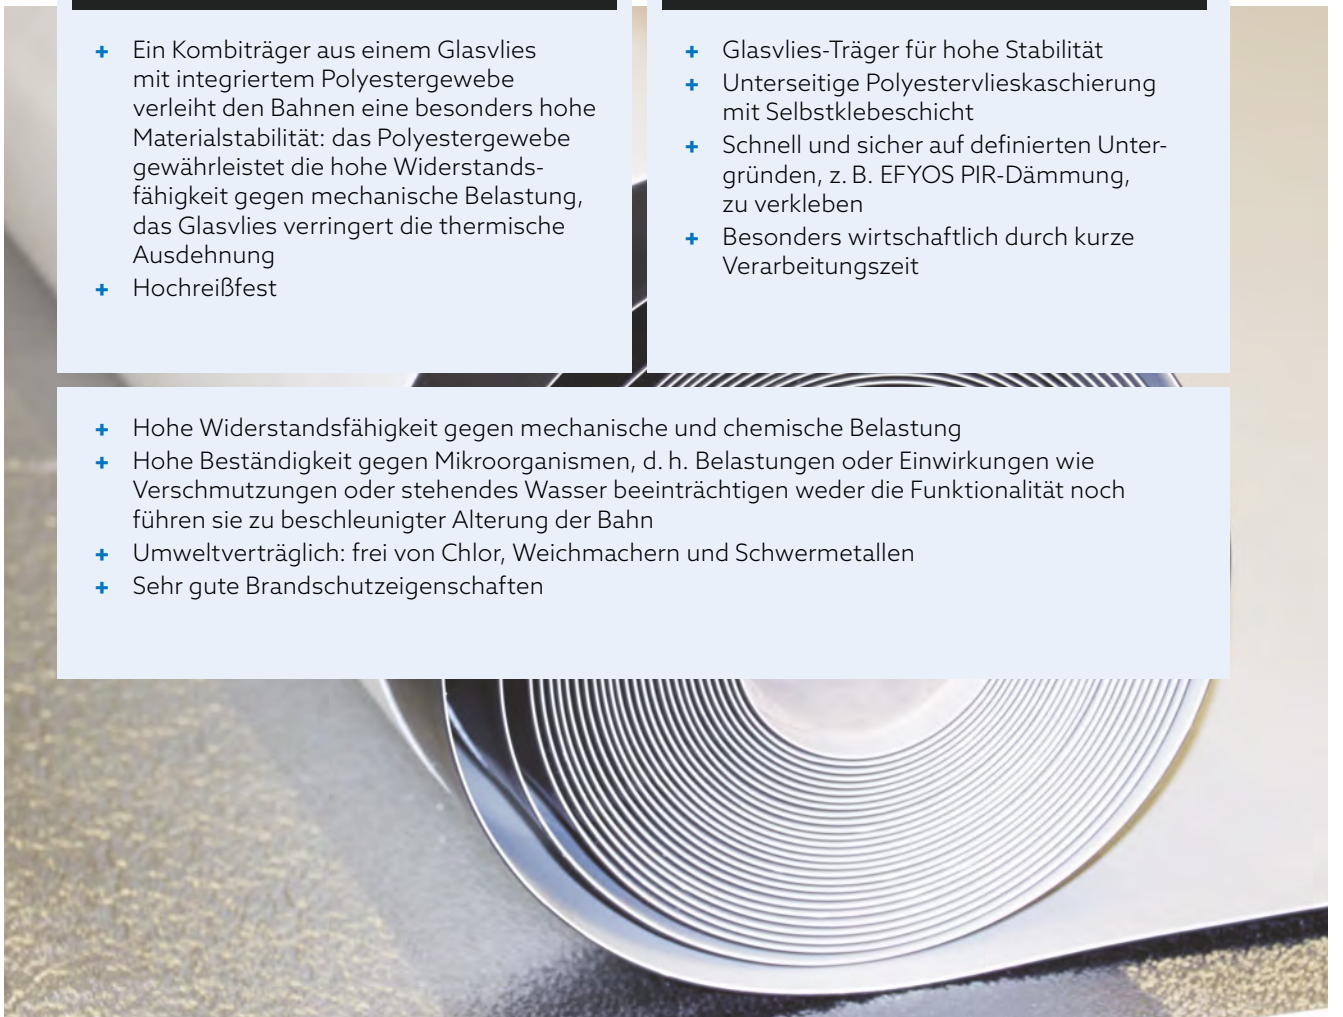 + Ein Kombiträger aus einem Glasvlies
mit integriertem Polyestergewebe
verleiht den Bahnen eine besonders hohe
Materialstabilität: das Polyestergewebe
gewährleistet die hohe Widerstands-
fähigkeit gegen mechanische Belastung,
das Glasvlies verringert die thermische
Ausdehnung
+ Hochreißfest
+ Glasvlies-Träger für hohe Stabilität
+ Unterseitige Polyestervlieskaschierung
mit Selbstklebeschicht
+ Schnell und sicher auf definierten Unter-
gründen, z. B. EFYOS PIR-Dämmung,
zu verkleben
+ Besonders wirtschaftlich durch kurze
Verarbeitungszeit
+ Hohe Widerstandsfähigkeit gegen mechanische und chemische Belastung
+ Hohe Beständigkeit gegen Mikroorganismen, d. h. Belastungen oder Einwirkungen wie
Verschmutzungen oder stehendes Wasser beeinträchtigen weder die Funktionalität noch
führen sie zu beschleunigter Alterung der Bahn
+ Umweltverträglich: frei von Chlor, Weichmachern und Schwermetallen
+ Sehr gute Brandschutzeigenschaften